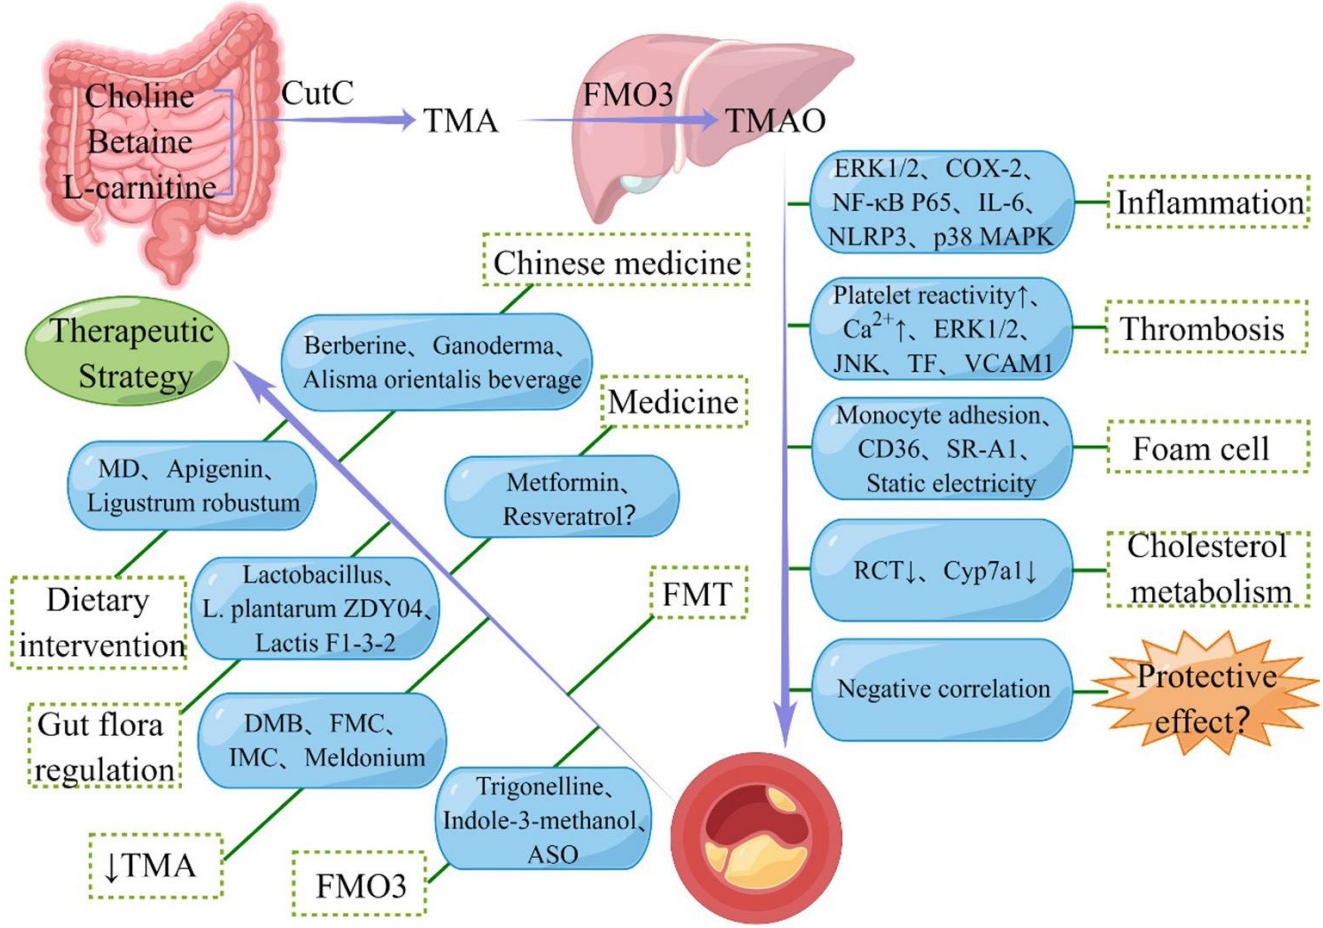 Choline
Betaine
L-carnitine
CutC
TMA
FMO3
TMAO
ERK1/2、COX-2、
NF-κB P65、IL-6、
NLRP3、p38 MAPK
Inflammation
Platelet reactivity↑、
Ca²⁺↑、ERK1/2、
JNK、TF、VCAM1
Thrombosis
Monocyte adhesion、
CD36、SR-A1、
Static electricity
Foam cell
RCT↓、Cyp7a1↓
Cholesterol
metabolism
Negative correlation
Protective
effect?
Therapeutic
Strategy
Chinese medicine
Berberine、Ganoderma、
Alisma orientalis beverage
Medicine
Metformin、
Resveratrol?
MD、Apigenin、
Ligustrum robustum
Dietary
intervention
Lactobacillus、
L. plantarum ZDY04、
Lactis F1-3-2
Gut flora
regulation
FMT
DMB、FMC、
IMC、Meldonium
↓TMA
Trigonelline、
Indole-3-methanol、
ASO
FMO3